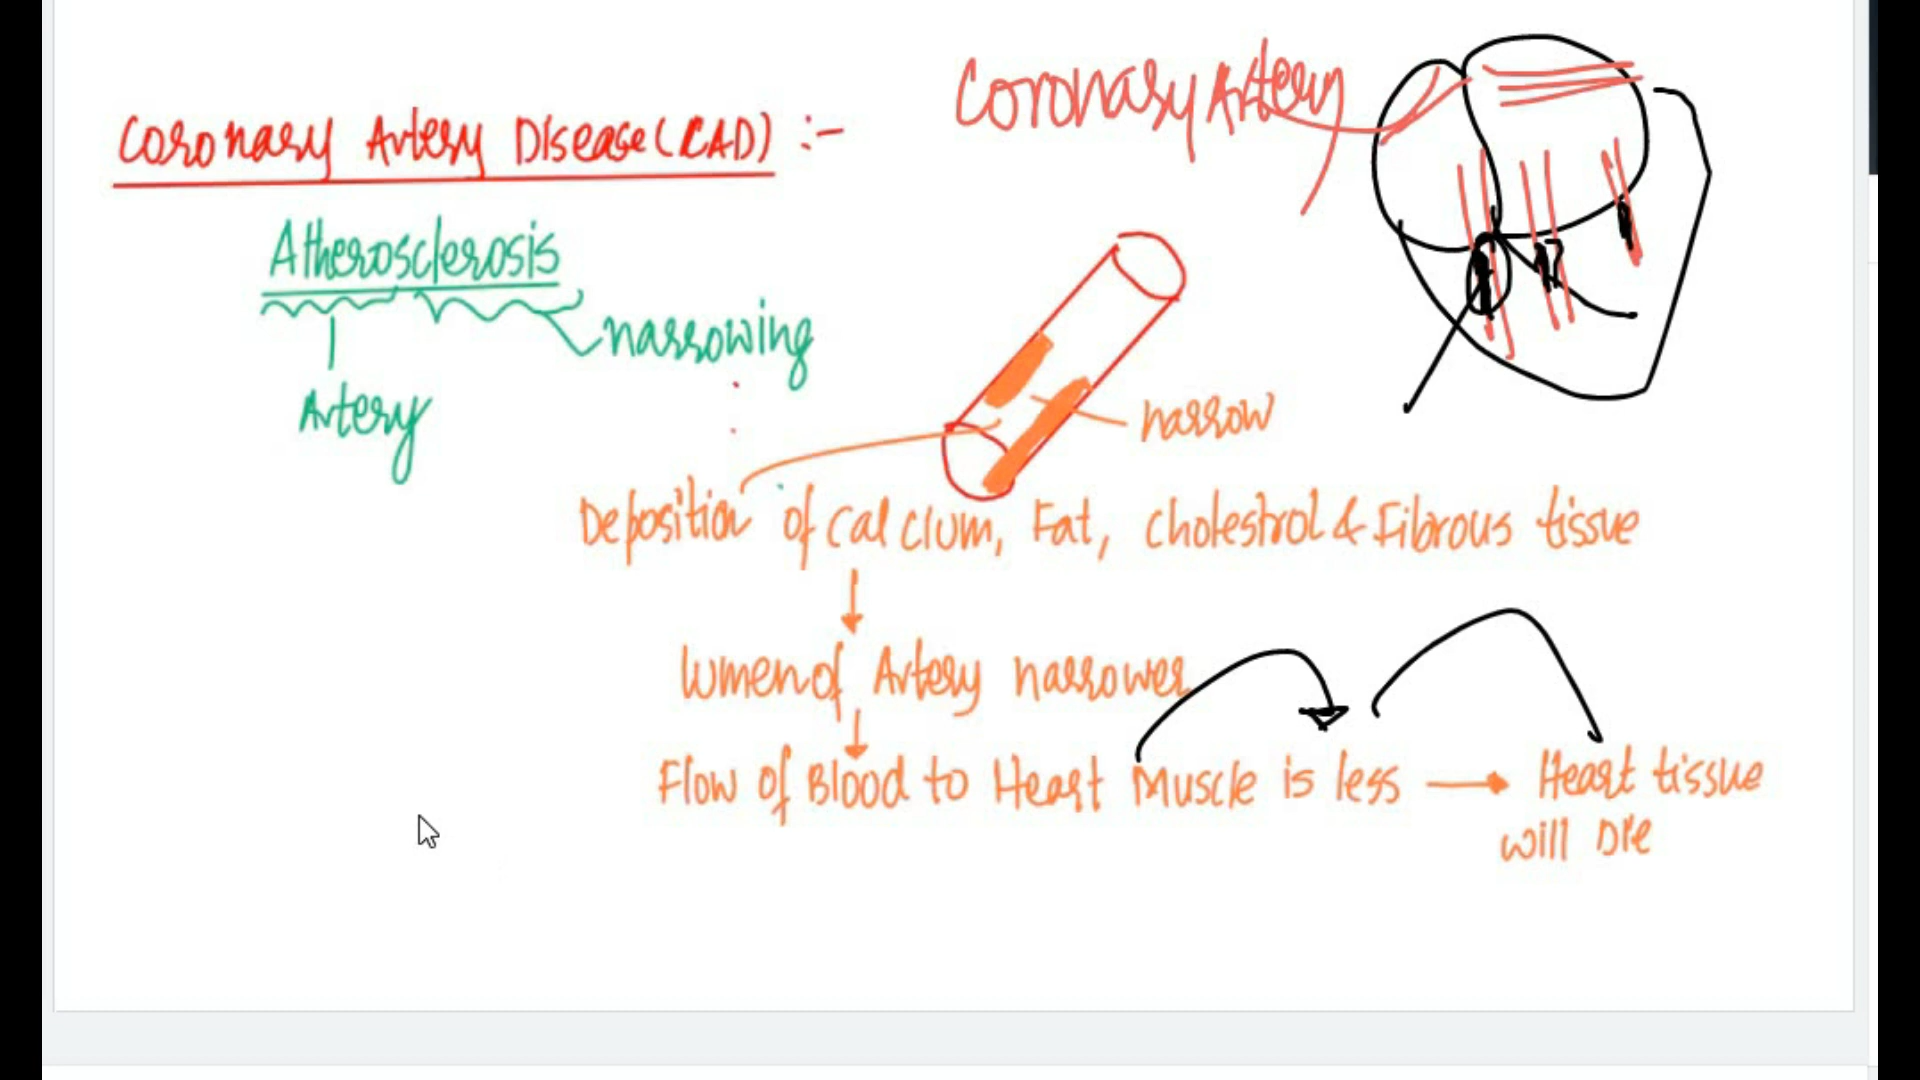 Coronary Artery
Coronary Artery Disease (CAD) :-
Atherosclerosis
narrowing
Artery
narrow
Deposition of Calcium, Fat, Cholestrol & Fibrous tissue
lumen of Artery narrower
Flow of Blood to Heart Muscle is less → Heart tissue
will Die